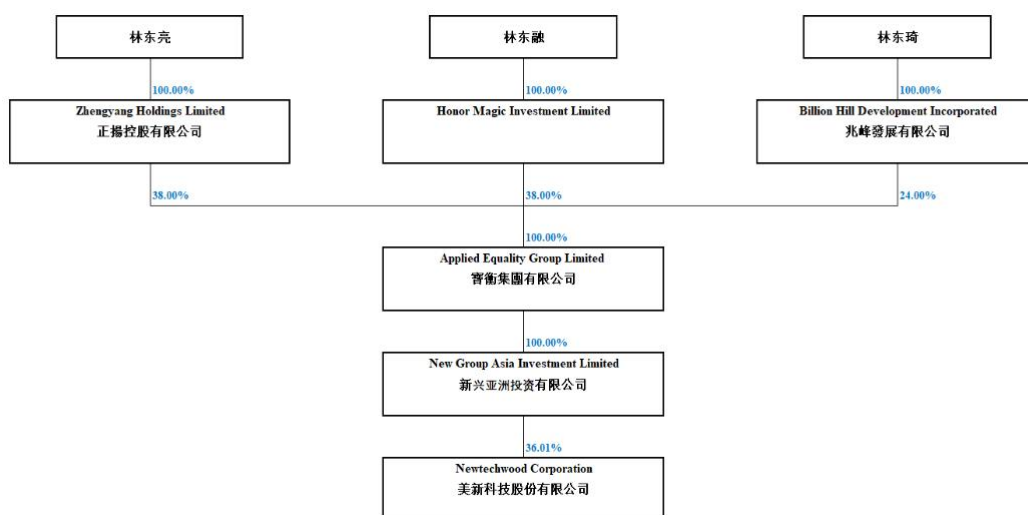 林东亮
林东融
林东琦
100.00%
100.00%
100.00%
Zhengyang Holdings Limited
正揚控股有限公司
Honor Magic Investment Limited
Billion Hill Development Incorporated
兆峰發展有限公司
38.00%
38.00%
24.00%
100.00%
Applied Equality Group Limited
寶衡集團有限公司
100.00%
New Group Asia Investment Limited
新兴亚洲投资有限公司
36.01%
Newtechwood Corporation
美新科技股份有限公司